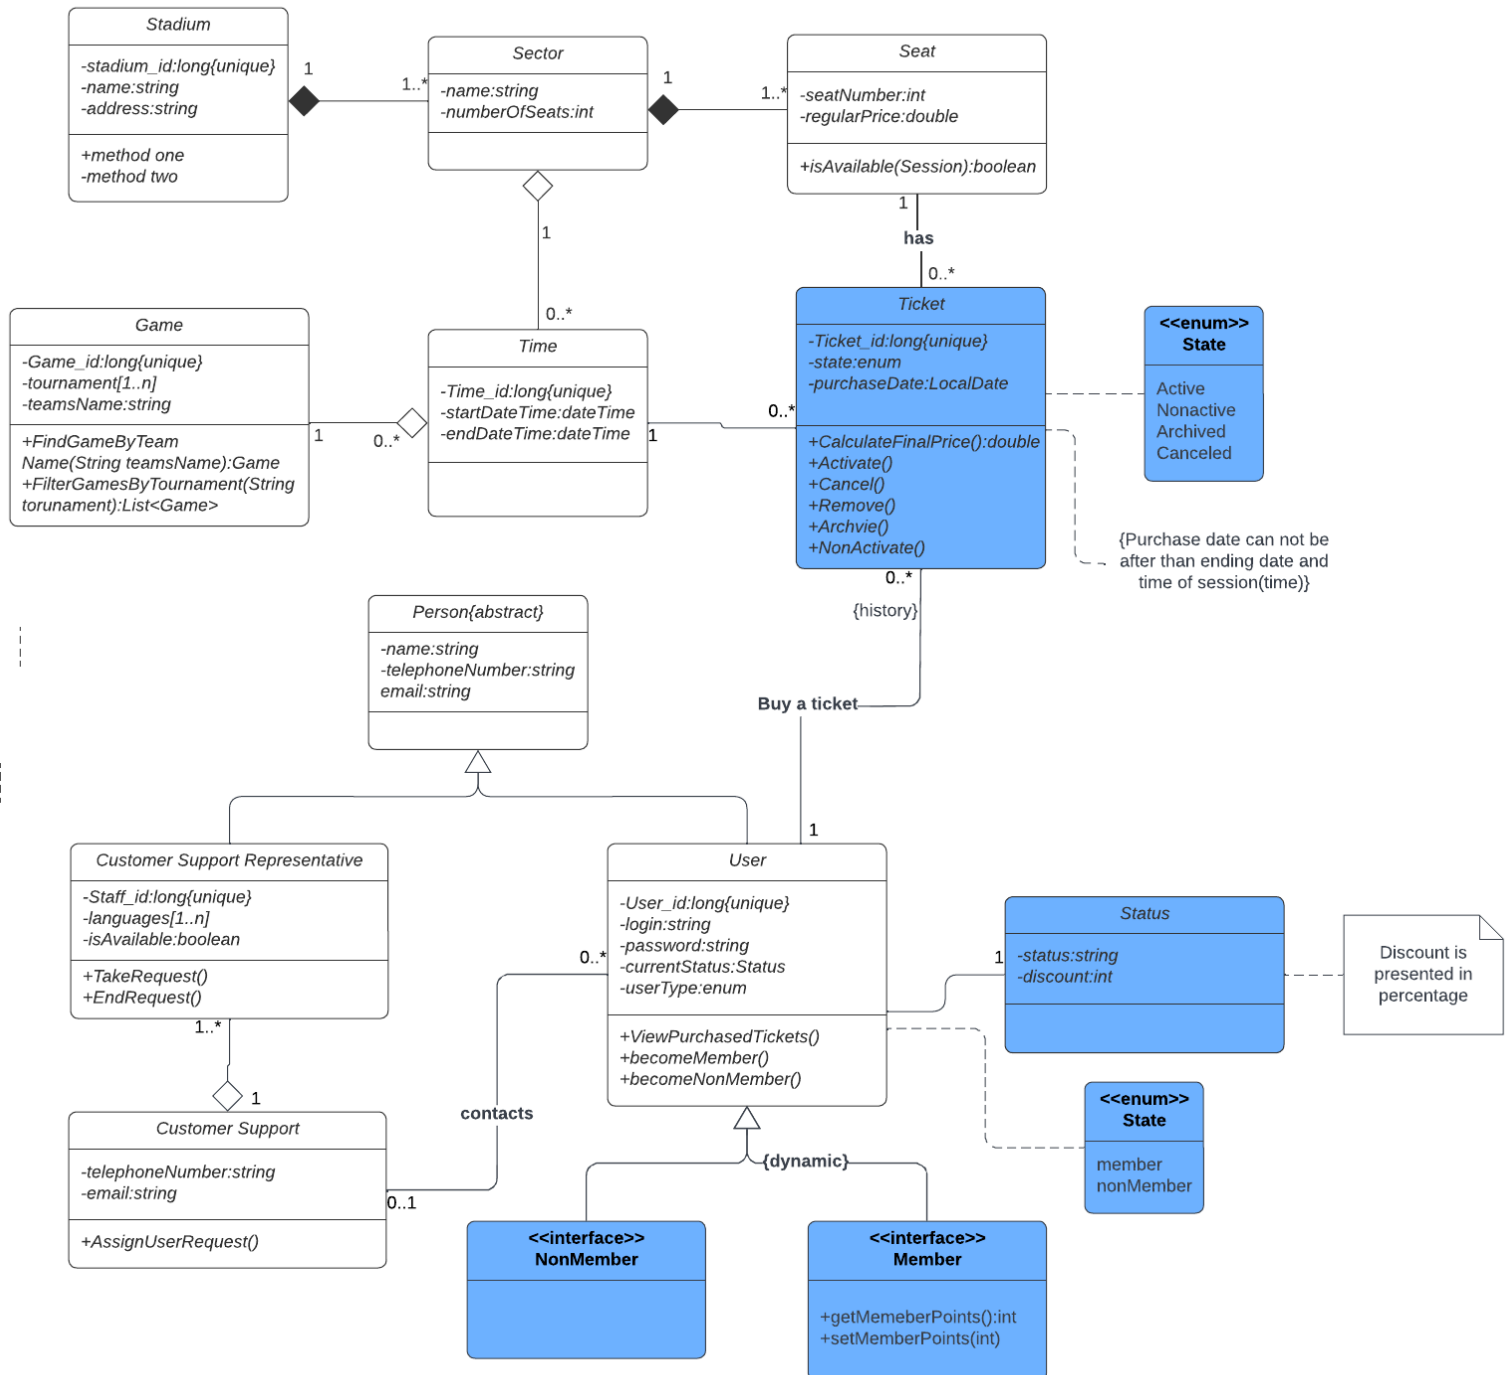 Stadium
-stadium_id:long{unique}
-name:string
-address:string
+method one
-method two
1
1..*
Sector
-name:string
-numberOfSeats:int
1
1..*
Seat
-seatNumber:int
-regularPrice:double
+isAvailable(Session):boolean
1
has
0..*
1
0..*
Game
-Game_id:long{unique}
-tournament[1..n]
-teamsName:string
+FindGameByTeam
Name(String teamsName):Game
+FilterGamesByTournament(String
torunament):List<Game>
1
0..*
Time
-Time_id:long{unique}
-startDateTime:dateTime
-endDateTime:dateTime
1
0..*
Ticket
-Ticket_id:long{unique}
-state:enum
-purchaseDate:LocalDate
+CalculateFinalPrice():double
+Activate()
+Cancel()
+Remove()
+Archvie()
+NonActivate()
<<enum>>
State
Active
Nonactive
Archived
Canceled
{Purchase date can not be
after than ending date and
time of session(time)}
0..*
{history}
Buy a ticket
1
Person{abstract}
-name:string
-telephoneNumber:string
email:string
Customer Support Representative
-Staff_id:long{unique}
-languages[1..n]
-isAvailable:boolean
+TakeRequest()
+EndRequest()
1..*
1
Customer Support
-telephoneNumber:string
-email:string
+AssignUserRequest()
0..1
contacts
0..*
User
-User_id:long{unique}
-login:string
-password:string
-currentStatus:Status
-userType:enum
+ViewPurchasedTickets()
+becomeMember()
+becomeNonMember()
1
Status
-status:string
-discount:int
Discount is
presented in
percentage
<<enum>>
State
member
nonMember
{dynamic}
<<interface>>
NonMember
<<interface>>
Member
+getMemeberPoints():int
+setMemberPoints(int)